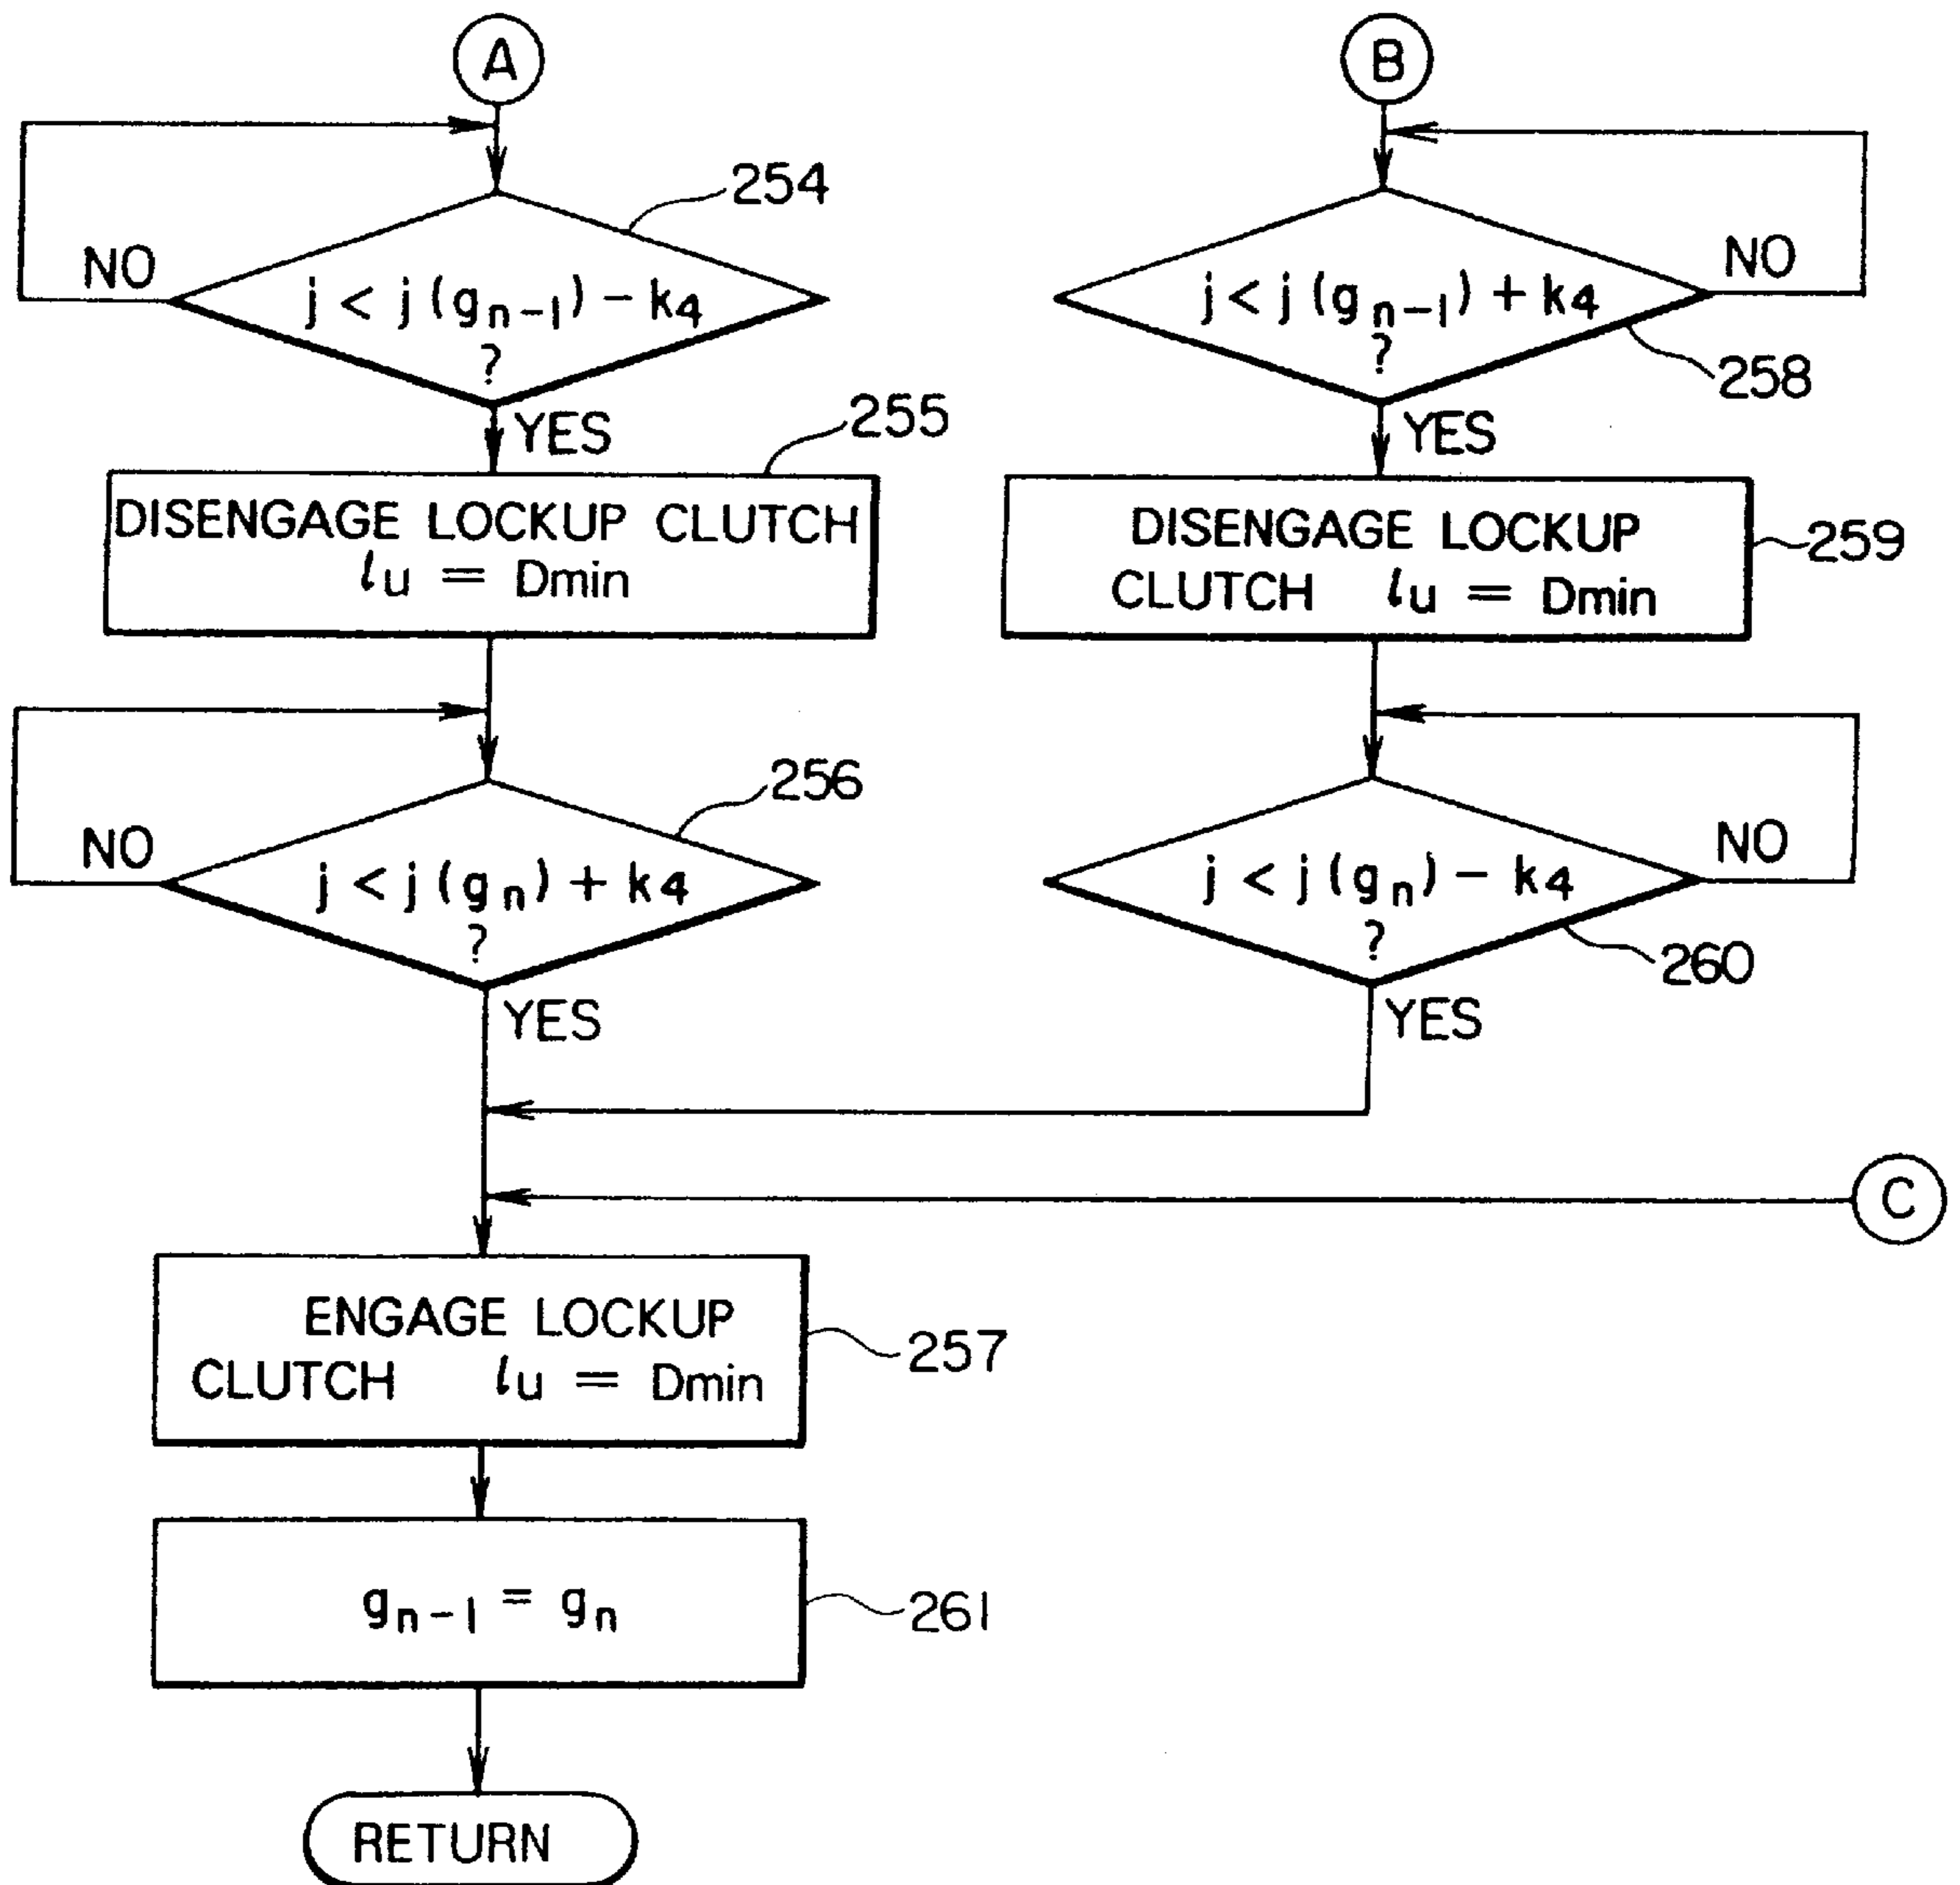 A
254
NO
j < j (gn-1) - k4
?
YES
255
DISENGAGE LOCKUP CLUTCH
lu = Dmin
256
NO
j < j (gn) + k4
?
YES
B
NO
j < j (gn-1) + k4
?
258
YES
DISENGAGE LOCKUP
CLUTCH lu = Dmin
259
NO
j < j (gn) - k4
?
260
YES
C
ENGAGE LOCKUP
CLUTCH lu = Dmin
257
gn-1 = gn
261
RETURN